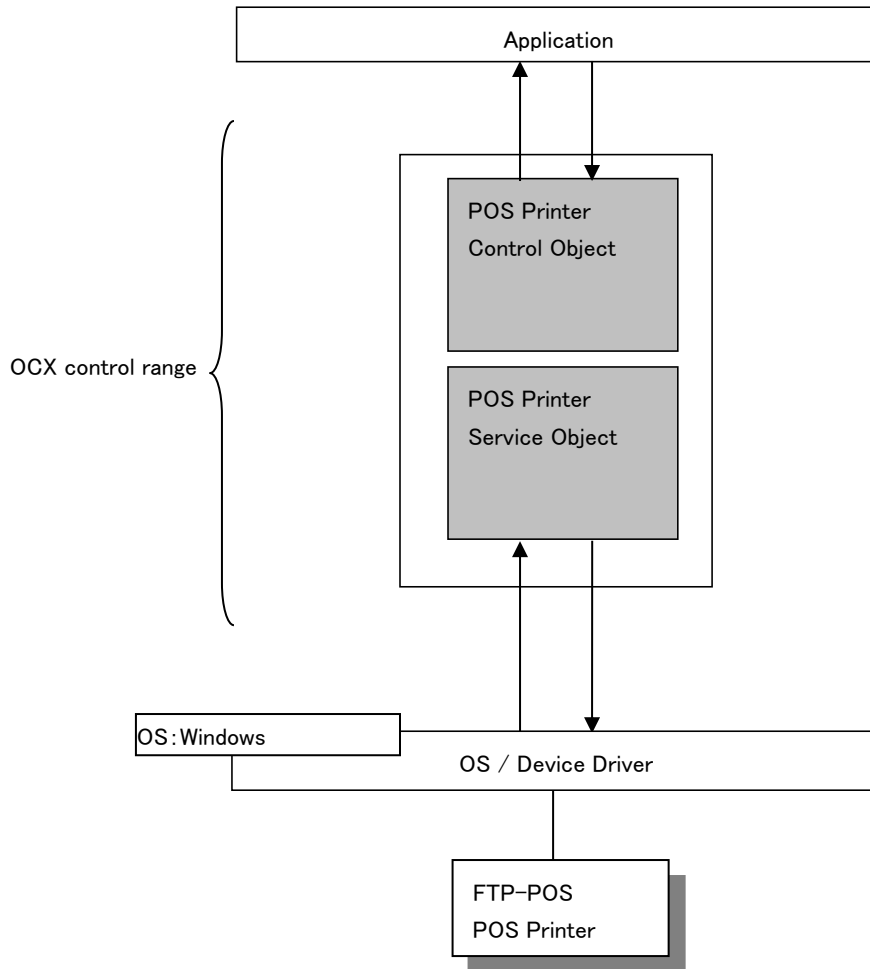 Application
POS Printer
Control Object
OCX control range
POS Printer
Service Object
OS:Windows
OS / Device Driver
FTP-POS
POS Printer